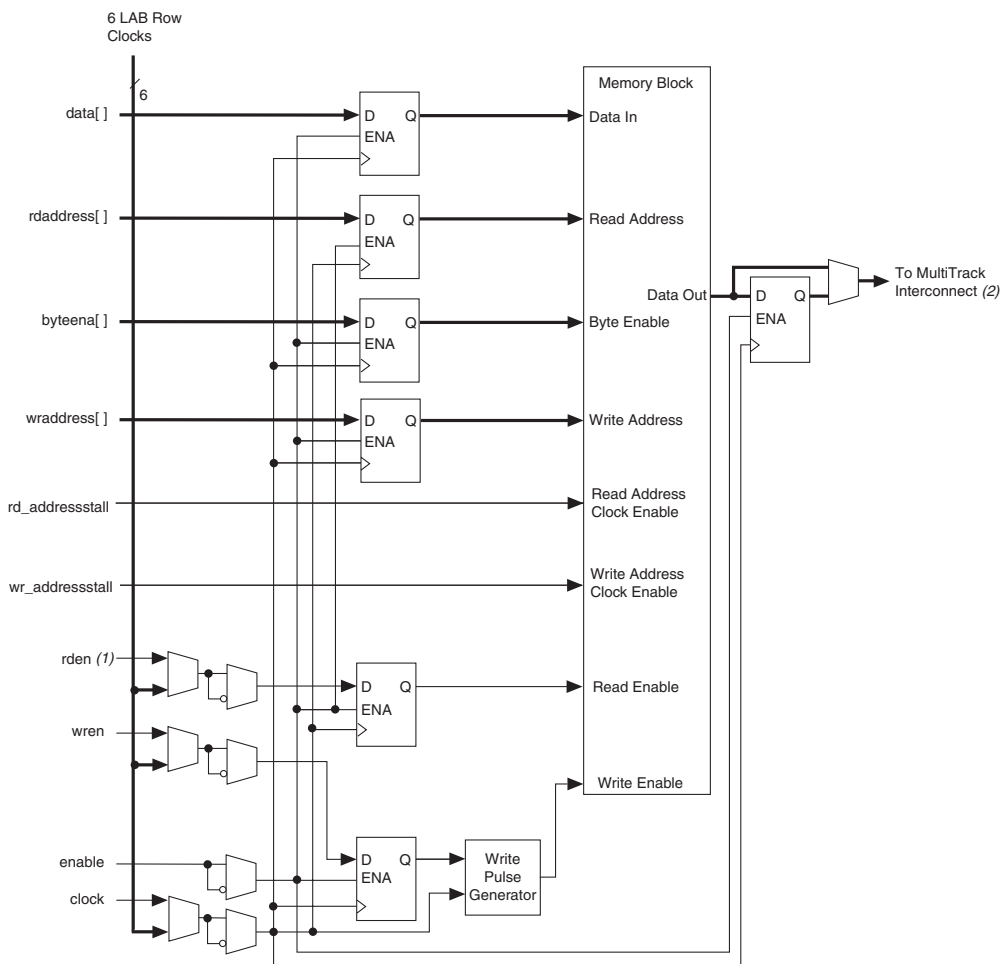 6 LAB Row
Clocks
6
data[ ]
D Q
ENA
Memory Block
Data In
rdaddress[ ]
D Q
ENA
Read Address
Data Out
D Q
ENA
To MultiTrack
Interconnect (2)
byteena[ ]
D Q
ENA
Byte Enable
wraddress[ ]
D Q
ENA
Write Address
rd_addressstall
Read Address
Clock Enable
wr_addressstall
Write Address
Clock Enable
rden (1)
D Q
ENA
Read Enable
wren
Write Enable
enable
D Q
ENA
Write
Pulse
Generator
clock